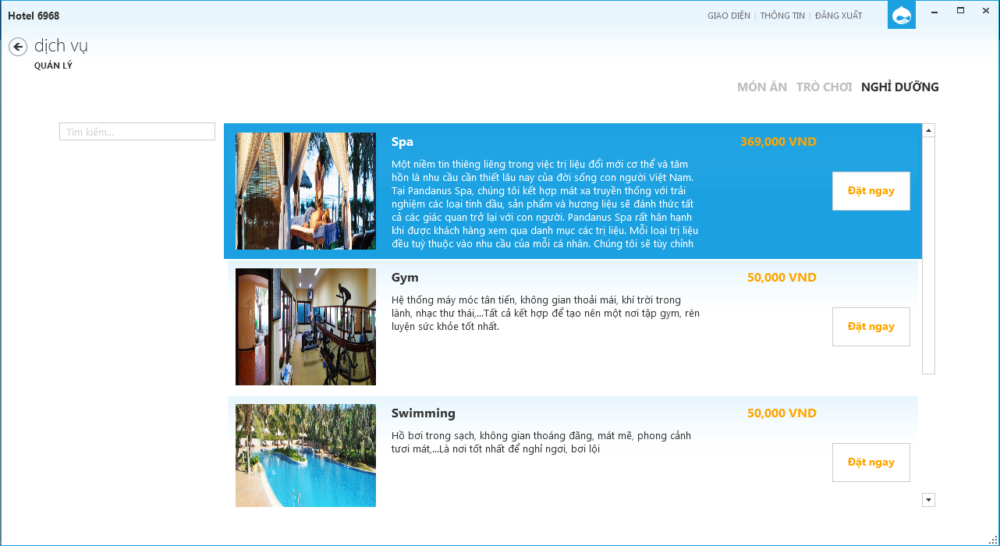 Hotel 6968
GIAO DIỆN | THÔNG TIN | ĐĂNG XUẤT
dịch vụ
QUẢN LÝ
MÓN ĂN TRÒ CHƠI NGHỈ DƯỠNG
Tìm kiếm...
Spa
369,000 VND
Một niềm tin thiêng liêng trong việc trị liệu đổi mới cơ thể và tâm
hồn là nhu cầu cần thiết lâu nay của đời sống con người Việt Nam.
Tại Pandanus Spa, chúng tôi kết hợp mát xa truyền thống với trải
nghiệm các loại tinh dầu, sản phẩm và hương liệu sẽ đánh thức tất
cả các giác quan trở lại với con người. Pandanus Spa rất hân hạnh
khi được khách hàng xem qua danh mục các trị liệu. Mỗi loại trị liệu
đều tuỳ thuộc vào nhu cầu của mỗi cá nhân. Chúng tôi sẽ tùy chỉnh
Đặt ngay
Gym
50,000 VND
Hệ thống máy móc tân tiến, không gian thoải mái, khí trời trong
lành, nhạc thư thái,...Tất cả kết hợp để tạo nên một nơi tập gym, rèn
luyện sức khỏe tốt nhất.
Đặt ngay
Swimming
50,000 VND
Hồ bơi trong sạch, không gian thoáng đãng, mát mẽ, phong cảnh
tươi mát,...Là nơi tốt nhất để nghỉ ngơi, bơi lội
Đặt ngay